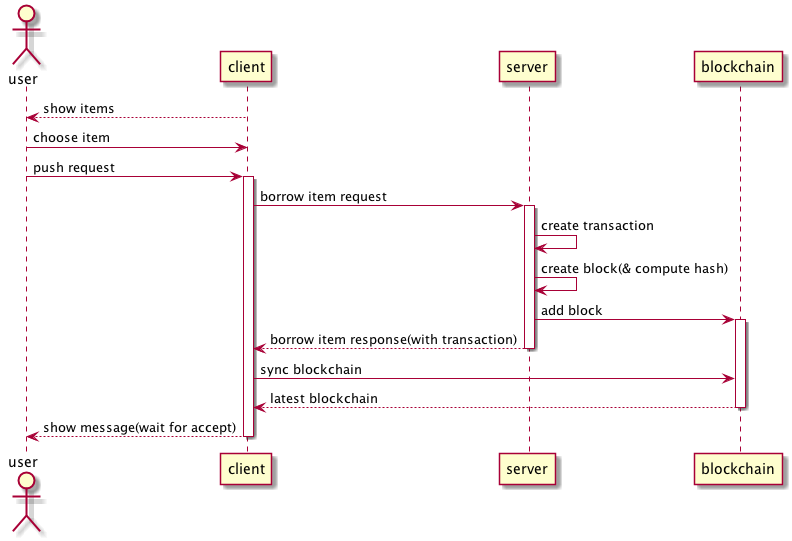 user
client
server
blockchain
show items
choose item
push request
borrow item request
create transaction
create block(& compute hash)
add block
borrow item response(with transaction)
sync blockchain
latest blockchain
show message(wait for accept)
user
client
server
blockchain